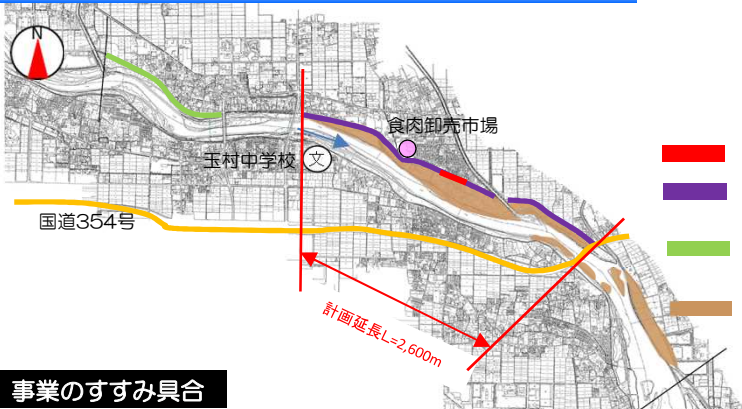 N
食肉卸売市場
玉村中学校
文
国道354号
計画延長L=2,600m
事業のすすみ具合